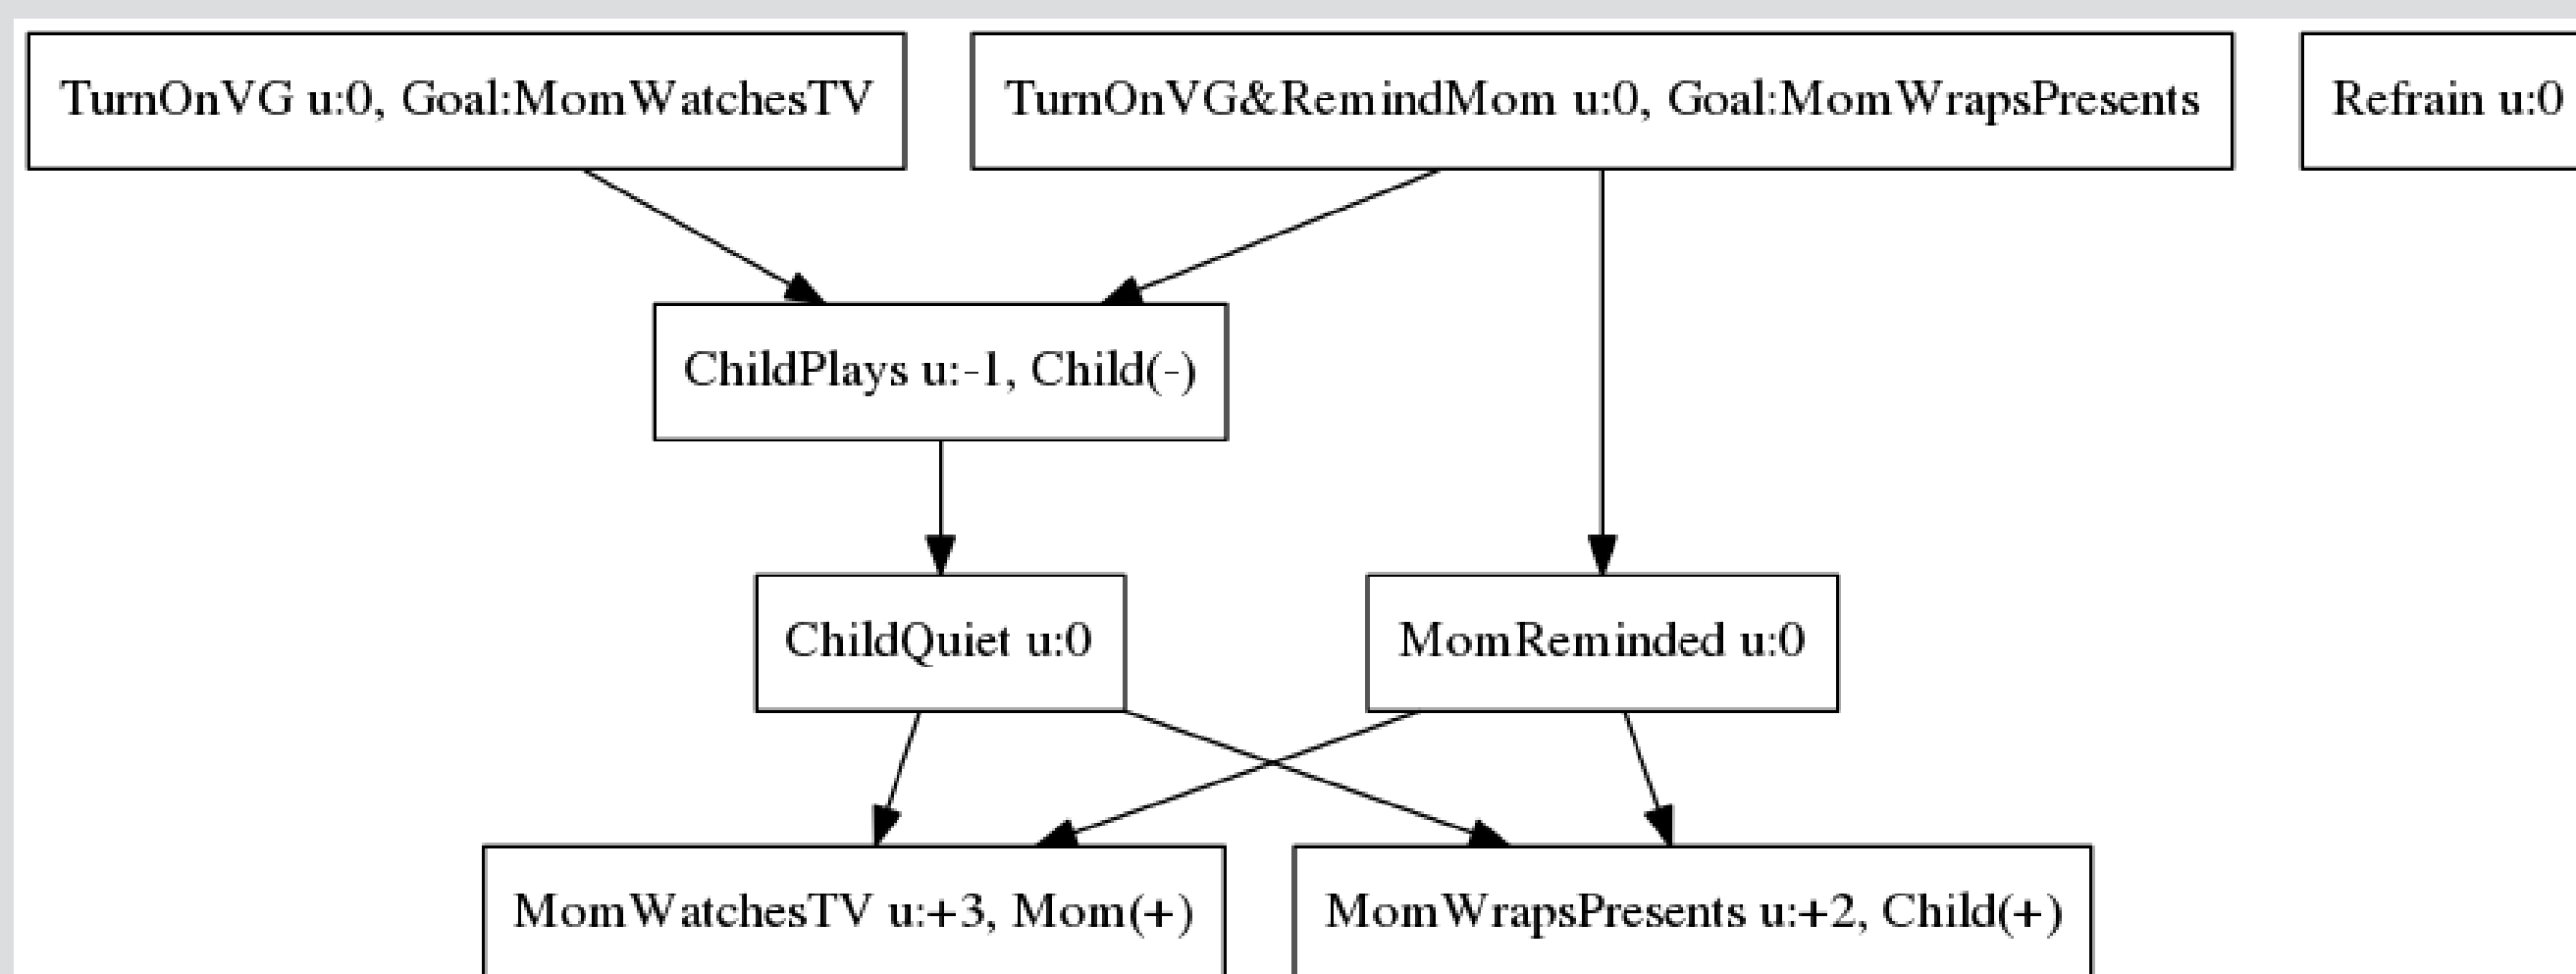 TurnOnVG u:0, Goal:MomWatchesTV
TurnOnVG&RemindMom u:0, Goal:MomWrapsPresents
Refrain u:0
ChildPlays u:-1, Child(-)
ChildQuiet u:0
MomReminded u:0
MomWatchesTV u:+3, Mom(+)
MomWrapsPresents u:+2, Child(+)